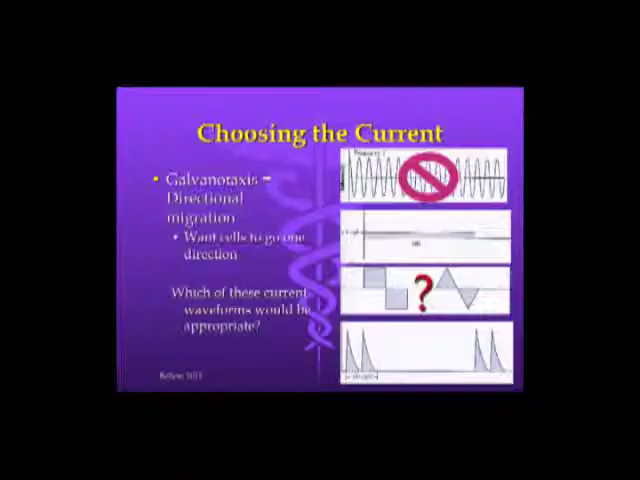 Choosing the Current
• Galvanotaxis =
Directional
migration
• Want cells to go one
direction
Which of these current
waveforms would be
appropriate?
?